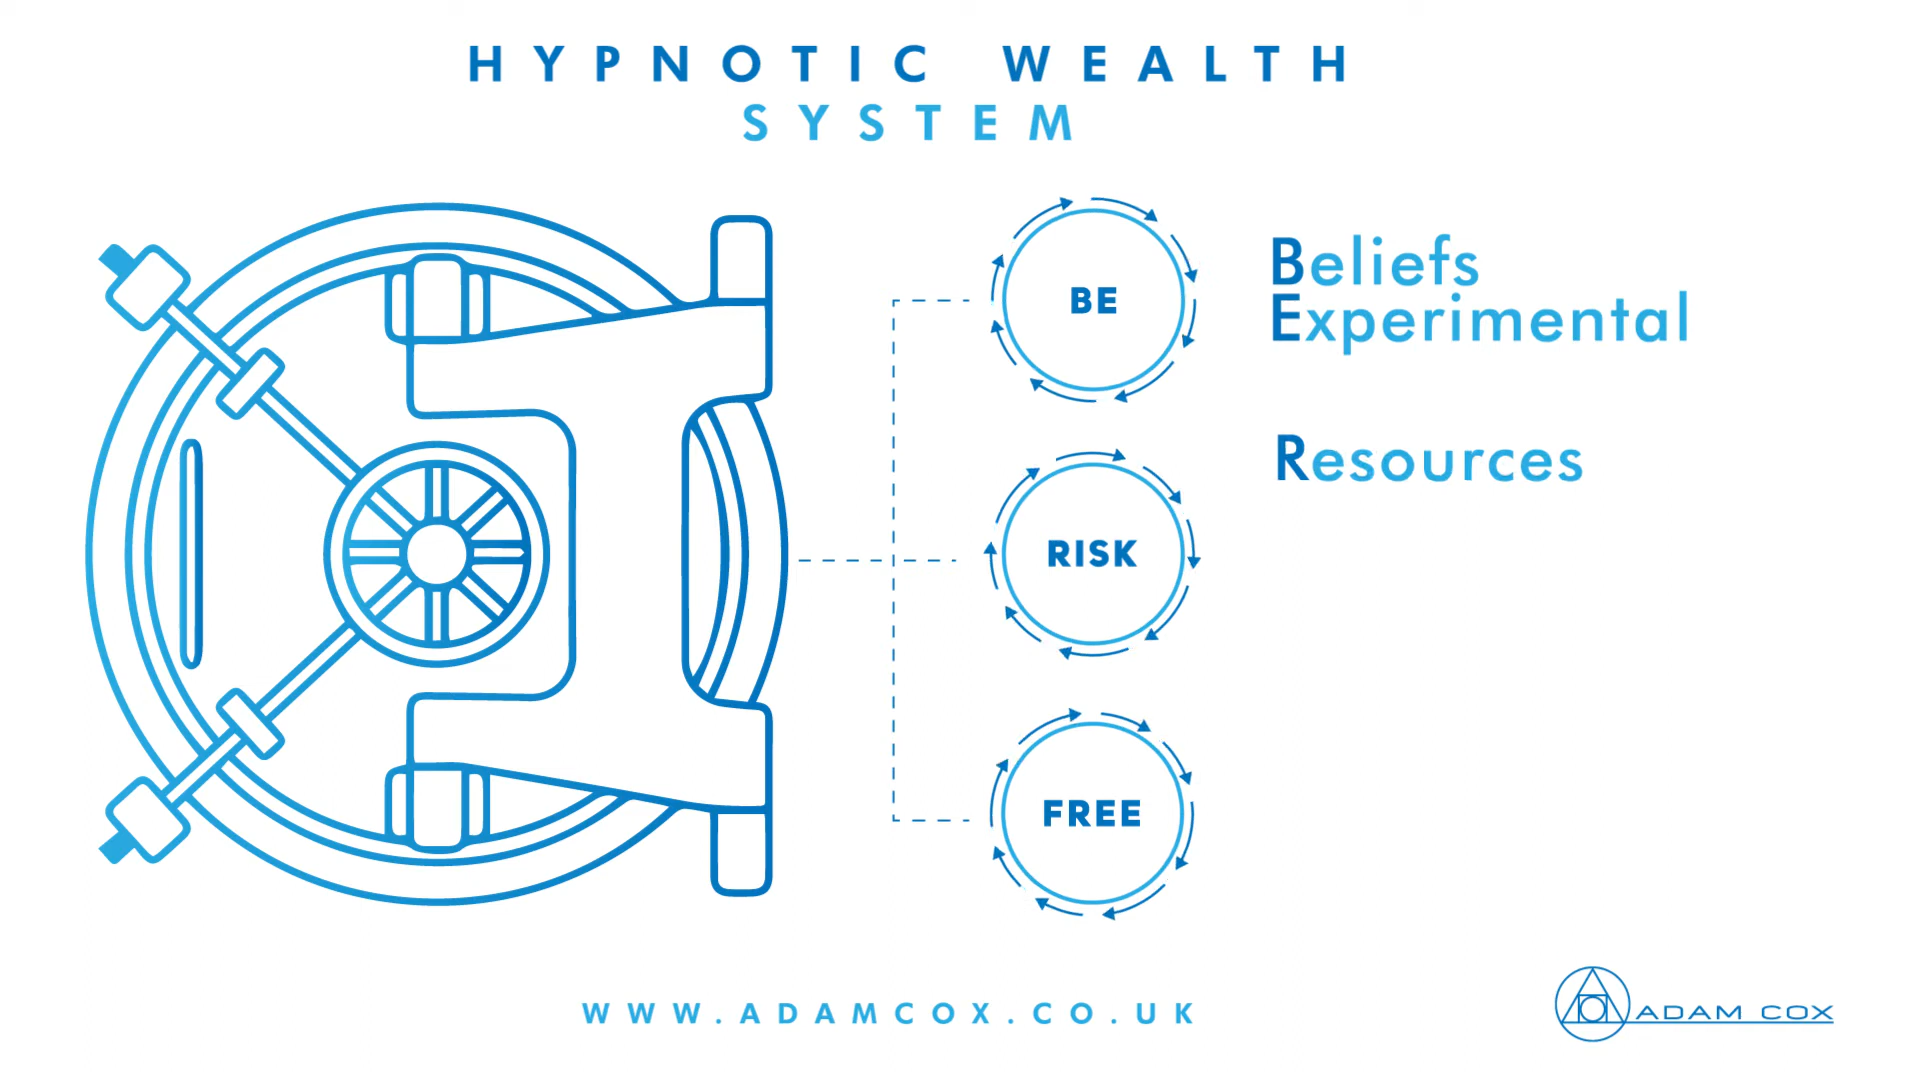 HYPNOTIC WEALTH
SYSTEM
BE
Beliefs
Experimental
RISK
Resources
FREE
WWW.ADAMCOX.CO.UK
ADAM COX